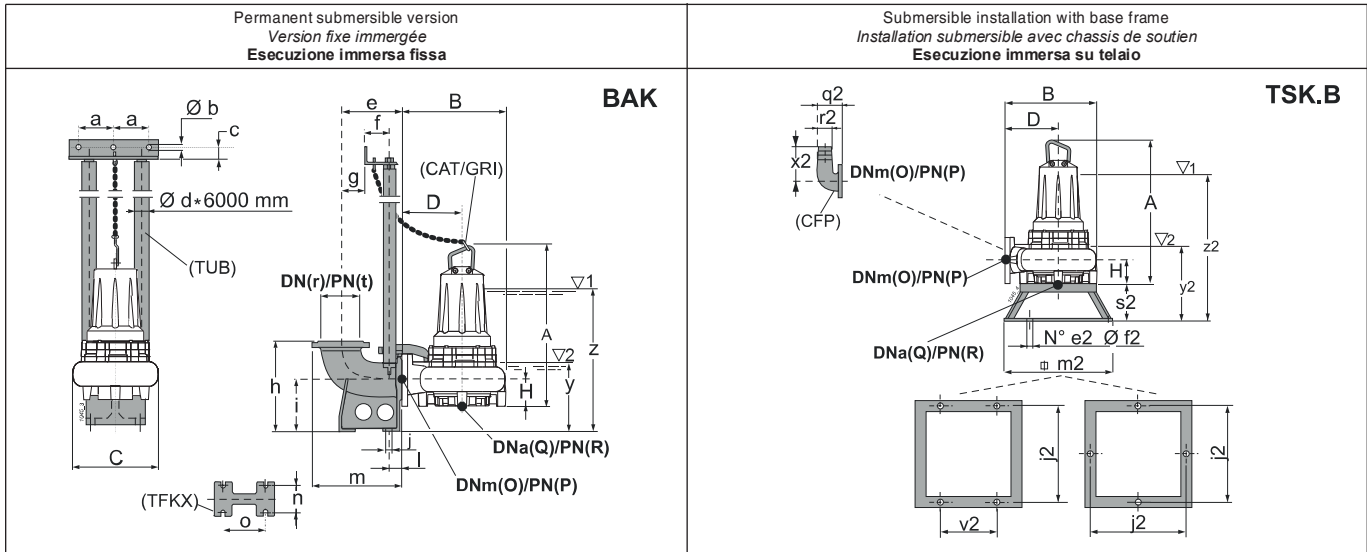 Permanent submersible version
Version fixe immergée
Esecuzione immersa fissa
Submersible installation with base frame
Installation submersible avec chassis de soutien
Esecuzione immersa su telaio
BAK
a
a
Ø b
c
Ø d*6000 mm
(TUB)
C
(TFKX)
n
o
e
B
f
g
(CAT/GRI)
D
DN(r)/PN(t)
▽1
A
z
▽2
h
i
H
y
j
l
m
DNa(Q)/PN(R)
DNm(O)/PN(P)
TSK.B
q2
r2
x2
DNm(O)/PN(P)
(CFP)
B
D
▽1
A
z2
▽2
DNm(O)/PN(P)
H
y2
s2
N° e2 Ø f2
DNa(Q)/PN(R)
m2
j2
v2
j2
j2